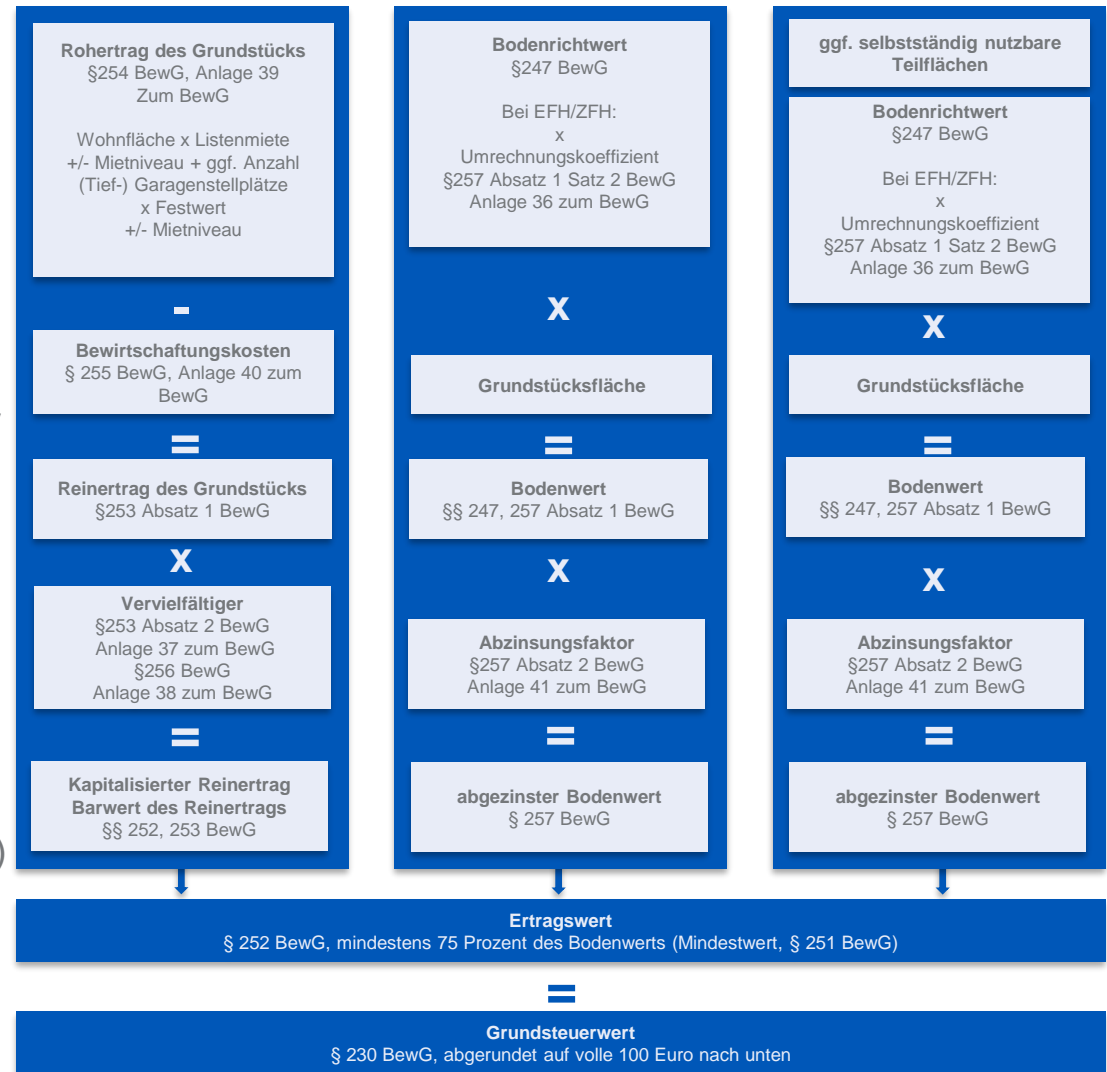 Rohertrag des Grundstücks
§254 BewG, Anlage 39
Zum BewG
Wohnfläche x Listenmiete
+/- Mietniveau + ggf. Anzahl
(Tief-) Garagenstellplätze
x Festwert
+/- Mietniveau
-
Bewirtschaftungskosten
§ 255 BewG, Anlage 40 zum
BewG
=
Reinertrag des Grundstücks
§253 Absatz 1 BewG
x
Vervielfältiger
§253 Absatz 2 BewG
Anlage 37 zum BewG
§256 BewG
Anlage 38 zum BewG
=
Kapitalisierter Reinertrag
Barwert des Reinertrags
§§ 252, 253 BewG
)
Bodenrichtwert
§247 BewG
Bei EFH/ZFH:
x
Umrechnungskoeffizient
§257 Absatz 1 Satz 2 BewG
Anlage 36 zum BewG
x
Grundstücksfläche
=
Bodenwert
§§ 247, 257 Absatz 1 BewG
x
Abzinsungsfaktor
§257 Absatz 2 BewG
Anlage 41 zum BewG
=
abgezinster Bodenwert
§ 257 BewG
ggf. selbstständig nutzbare
Teilflächen
Bodenrichtwert
§247 BewG
Bei EFH/ZFH:
x
Umrechnungskoeffizient
§257 Absatz 1 Satz 2 BewG
Anlage 36 zum BewG
x
Grundstücksfläche
=
Bodenwert
§§ 247, 257 Absatz 1 BewG
x
Abzinsungsfaktor
§257 Absatz 2 BewG
Anlage 41 zum BewG
=
abgezinster Bodenwert
§ 257 BewG
Ertragswert
§ 252 BewG, mindestens 75 Prozent des Bodenwerts (Mindestwert, § 251 BewG)
=
Grundsteuerwert
§ 230 BewG, abgerundet auf volle 100 Euro nach unten